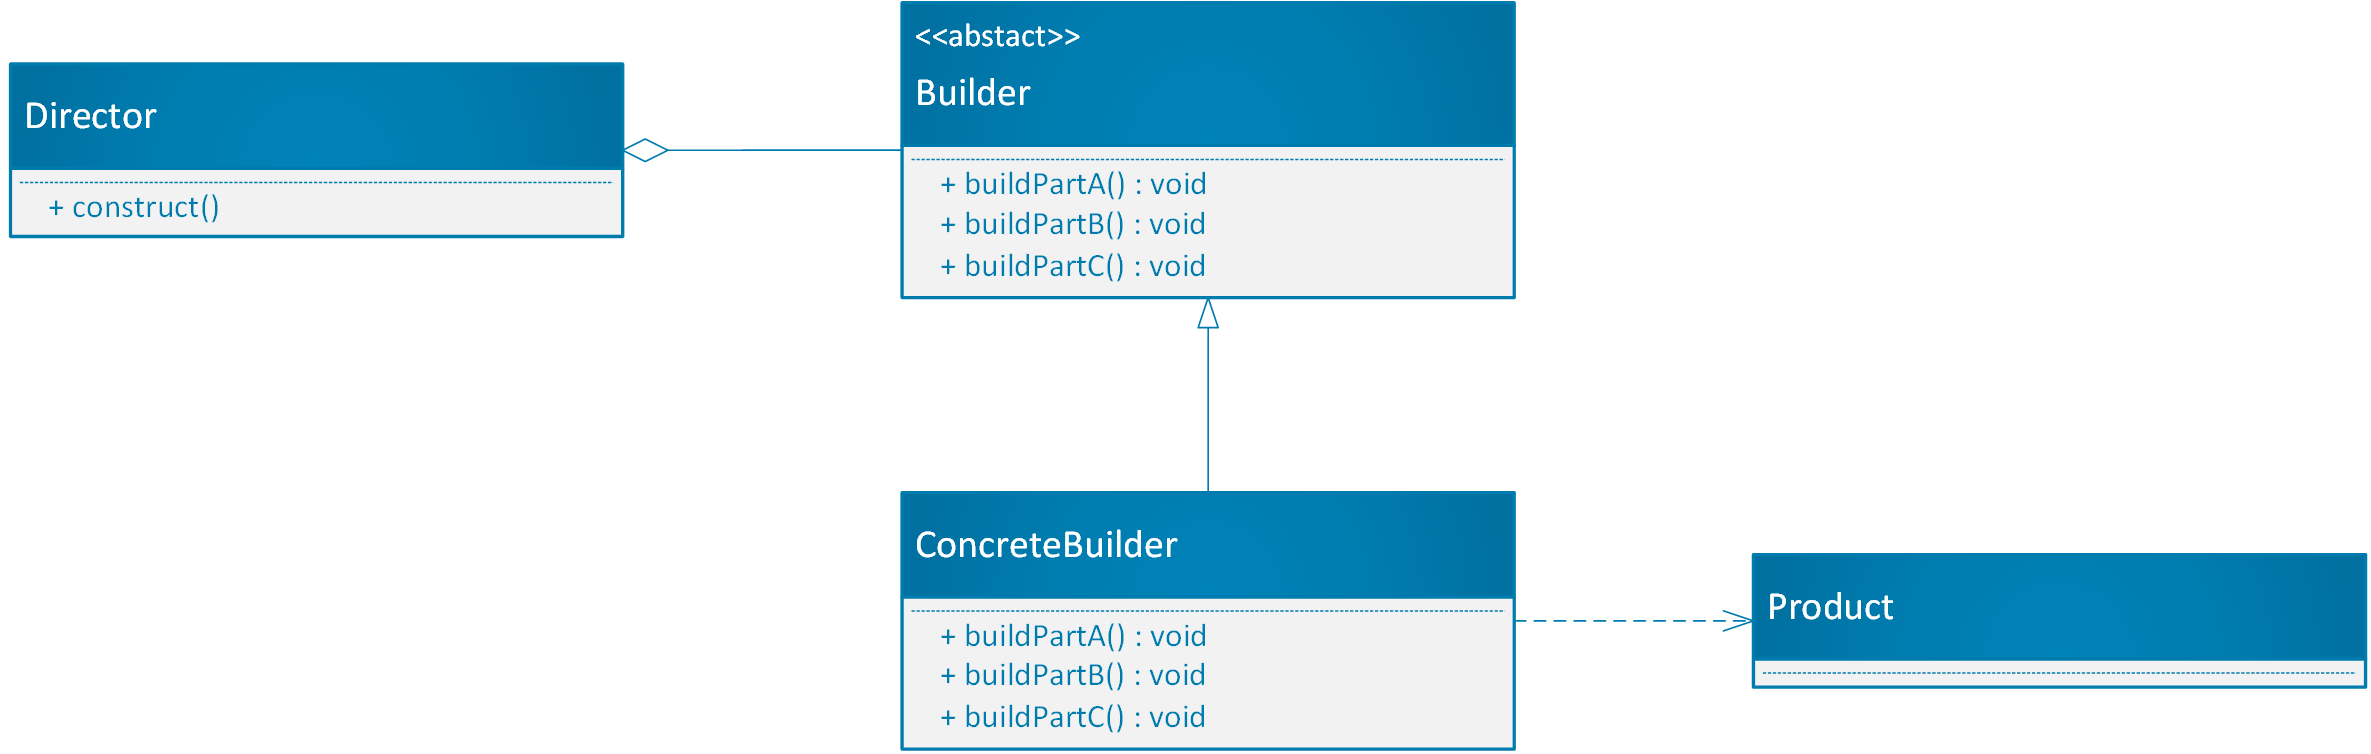 Director
+ construct()
<<abstact>>
Builder
+ buildPartA() : void
+ buildPartB() : void
+ buildPartC() : void
ConcreteBuilder
+ buildPartA() : void
+ buildPartB() : void
+ buildPartC() : void
Product